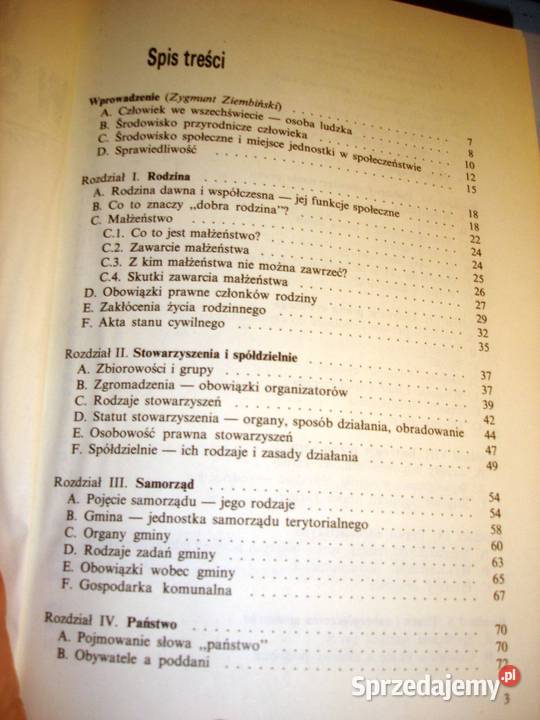 Spis treści
Wprowadzenie (Zygmunt Ziembiński) . . . . . . . . . . 7
A. Człowiek we wszechświecie — osoba ludzka . . . . . . 8
B. Środowisko przyrodnicze człowieka . . . . . . . . 10
C. Środowisko społeczne i miejsce jednostki w społeczeństwie . . 12
D. Sprawiedliwość . . . . . . . . . . 15
Rozdział I. Rodzina . . . . . . . . . . 18
A. Rodzina dawna i współczesna — jej funkcje społeczne . . . 18
B. Co to znaczy „dobra rodzina”? . . . . . . . . 22
C. Małżeństwo . . . . . . . . . . 24
C.1. Co to jest małżeństwo? . . . . . . . . 24
C.2. Zawarcie małżeństwa . . . . . . . . 25
C.3. Z kim małżeństwa nie można zawrzeć? . . . . . . 26
C.4. Skutki zawarcia małżeństwa . . . . . . . . 27
D. Obowiązki prawne członków rodziny . . . . . . . . 29
E. Zakłócenia życia rodzinnego . . . . . . . . 32
F. Akta stanu cywilnego . . . . . . . . 35
Rozdział II. Stowarzyszenia i spółdzielnie . . . . . . . . 37
A. Zbiorowości i grupy . . . . . . . . 37
B. Zgromadzenia — obowiązki organizatorów . . . . . . 39
C. Rodzaje stowarzyszeń . . . . . . . . 42
D. Statut stowarzyszenia — organy, sposób działania, obradowanie 44
E. Osobowość prawna stowarzyszeń . . . . . . . . 47
F. Spółdzielnie — ich rodzaje i zasady działania . . . . . . 49
Rozdział III. Samorząd . . . . . . . . 54
A. Pojęcie samorządu — jego rodzaje . . . . . . . . 54
B. Gmina — jednostka samorządu terytorialnego . . . . . . 58
C. Organy gminy . . . . . . . . 60
D. Rodzaje zadań gminy . . . . . . . . 63
E. Obowiązki wobec gminy . . . . . . . . 65
F. Gospodarka komunalna . . . . . . . . 67
Rozdział IV. Państwo . . . . . . . . 70
A. Pojmowanie słowa „państwo” . . . . . . . . 70
B. Obywatele a poddani . . . . . . . . 72
3
Sprzedajemy.pl